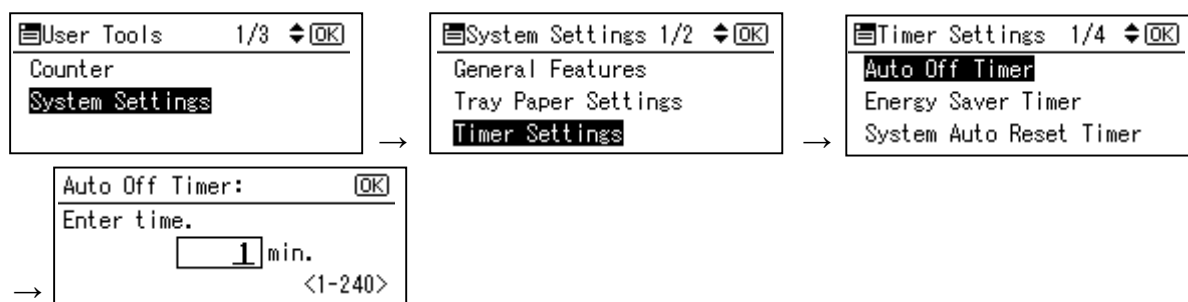 User Tools 1/3 OK
Counter
System Settings
→
System Settings 1/2 OK
General Features
Tray Paper Settings
Timer Settings
→
Timer Settings 1/4 OK
Auto Off Timer
Energy Saver Timer
System Auto Reset Timer
→
Auto Off Timer: OK
Enter time.
1 min.
<1-240>